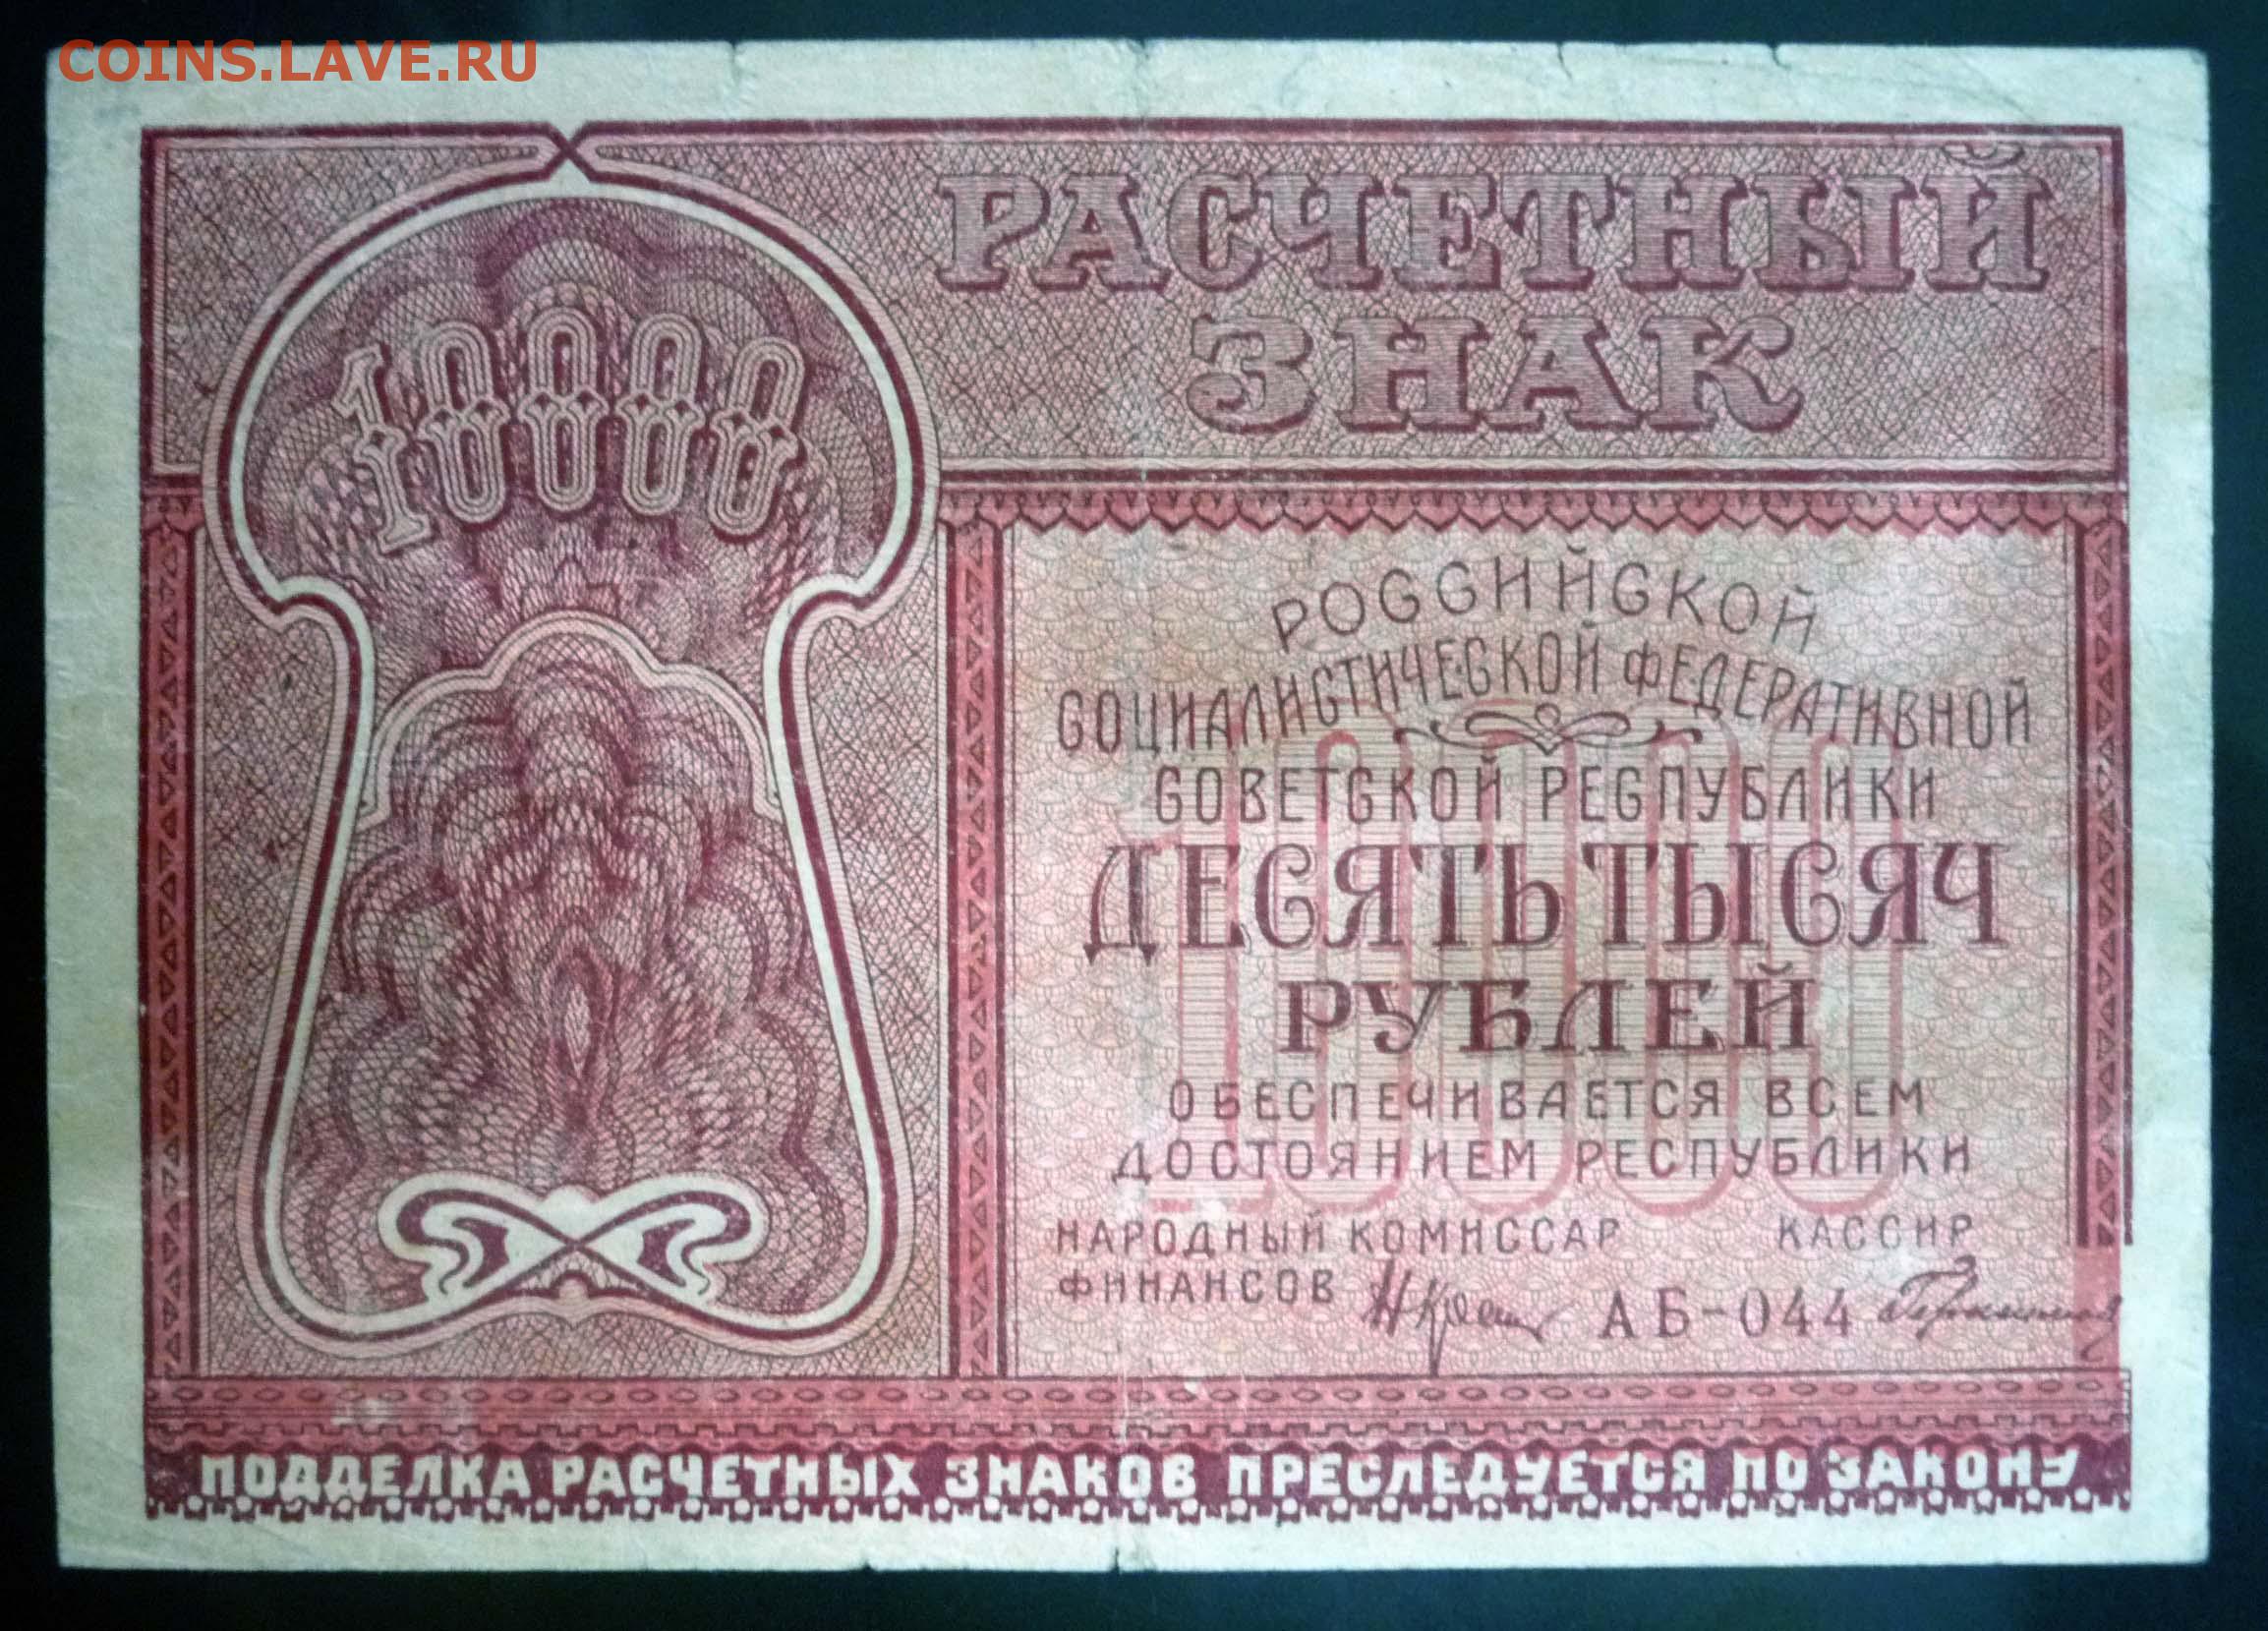 COINS.LAVE.RU
РАСЧЕТНЫЙ
ЗНАК
10000
РОССИЙСКОЙ
СОЦИАЛИСТИЧЕСКОЙ ФЕДЕРАТИВНОЙ
СОВЕТСКОЙ РЕСПУБЛИКИ
10000
ДЕСЯТЬ ТЫСЯЧ
РУБЛЕЙ
ОБЕСПЕЧИВАЕТСЯ ВСЕМ
ДОСТОЯНИЕМ РЕСПУБЛИКИ
НАРОДНЫЙ КОМИССАР КАССИР
ФИНАНСОВ АБ-044
ПОДДЕЛКА РАСЧЕТНЫХ ЗНАКОВ ПРЕСЛЕДУЕТСЯ ПО ЗАКОНУ